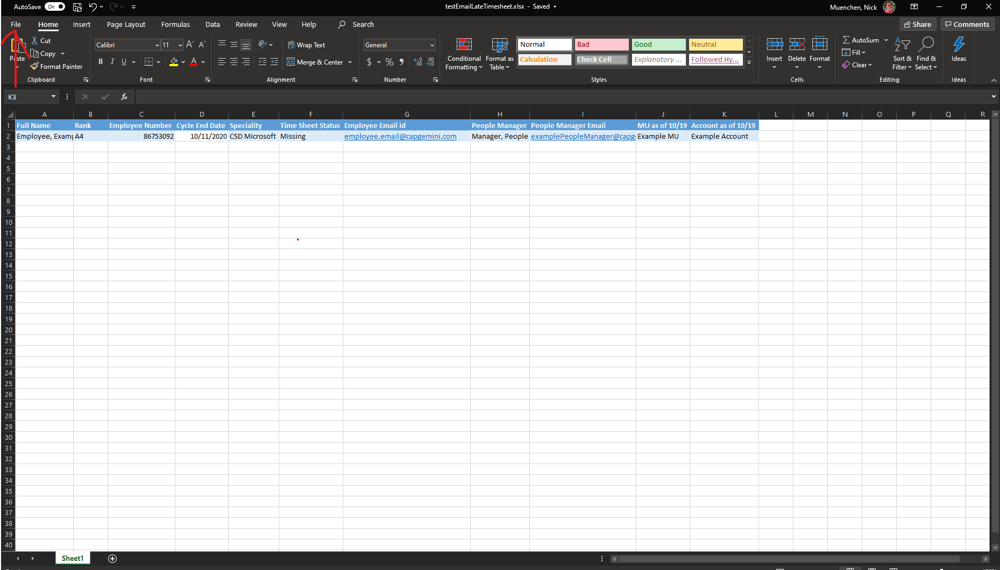 AutoSave On testEmailLateTimesheet.xlsx - Saved Muenchen, Nick
File Home Insert Page Layout Formulas Data Review View Help Search Share Comments
Paste
Cut
Copy
Format Painter
Clipboard
Calibri 11
B I U
Font
Wrap Text
Merge & Center
Alignment
General
$ % 9
Number
Conditional Formatting
Format as Table
Normal Bad Good Neutral
Calculation Check Cell Explanatory ... Followed Hy...
Styles
Insert Delete Format
Cells
AutoSum
Fill
Clear
Sort & Filter
Find & Select
Editing
Ideas
Ideas
K3 fx
A B C D E F G H I J K L M N O P Q R
1 Full Name Rank Employee Number Cycle End Date Speciality Time Sheet Status Employee Email id People Manager People Manager Email MU as of 10/19 Account as of 10/19
2 Employee, Examp A4 86753092 10/11/2020 CSD Microsoft Missing employee.email@capgemini.com Manager, People examplePeopleManager@capg Example MU Example Account
3
4
5
6
7
8
9
10
11
12
13
14
15
16
17
18
19
20
21
22
23
24
25
26
27
28
29
30
31
32
33
34
35
36
37
38
39
40
Sheet1